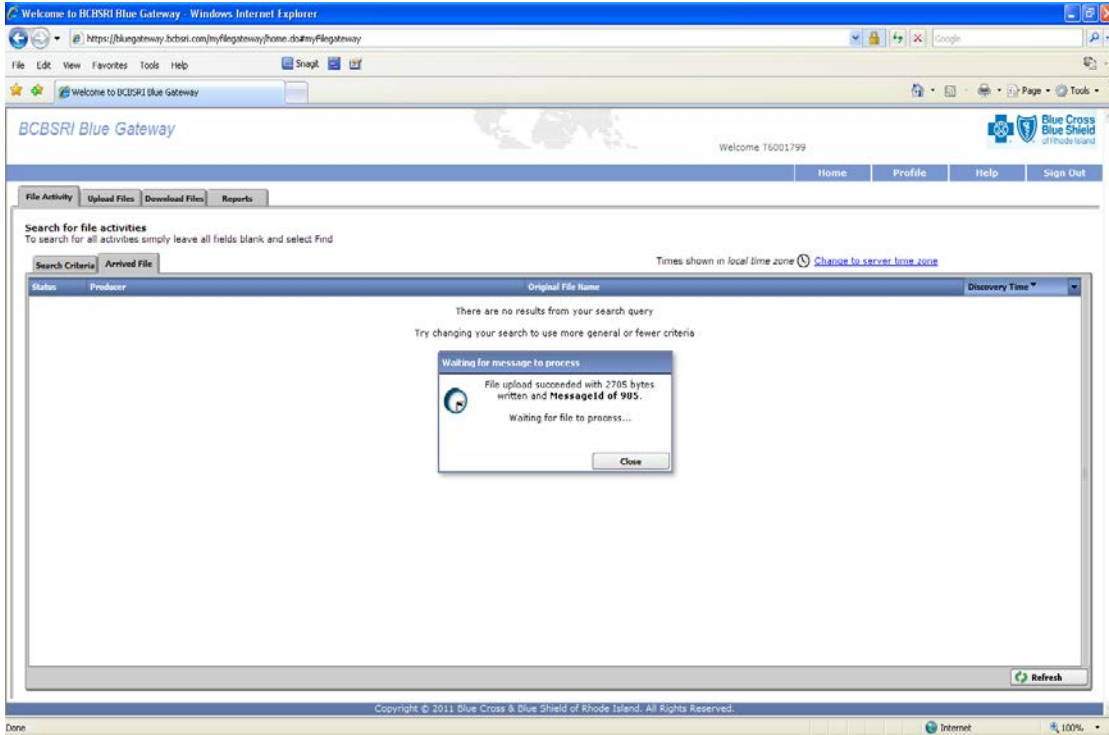 Welcome to BCBSRI Blue Gateway - Windows Internet Explorer
https://bluegateway.bcbsri.com/myfilegateway/home.do#myFilegateway
Google
File Edit View Favorites Tools Help
SnagIt
Welcome to BCBSRI Blue Gateway
Page Tools
BCBSRI Blue Gateway
Welcome T6001799
Blue Cross
Blue Shield
of Rhode Island
Home Profile Help Sign Out
File Activity Upload Files Download Files Reports
Search for file activities
To search for all activities simply leave all fields blank and select Find
Search Criteria Arrived File
Times shown in local time zone Change to server time zone
Status Producer Original File Name Discovery Time
There are no results from your search query
Try changing your search to use more general or fewer criteria
Waiting for message to process
File upload succeeded with 2705 bytes
written and MessageId of 985.
Waiting for file to process...
Close
Refresh
Copyright © 2011 Blue Cross & Blue Shield of Rhode Island. All Rights Reserved.
Done Internet 100%